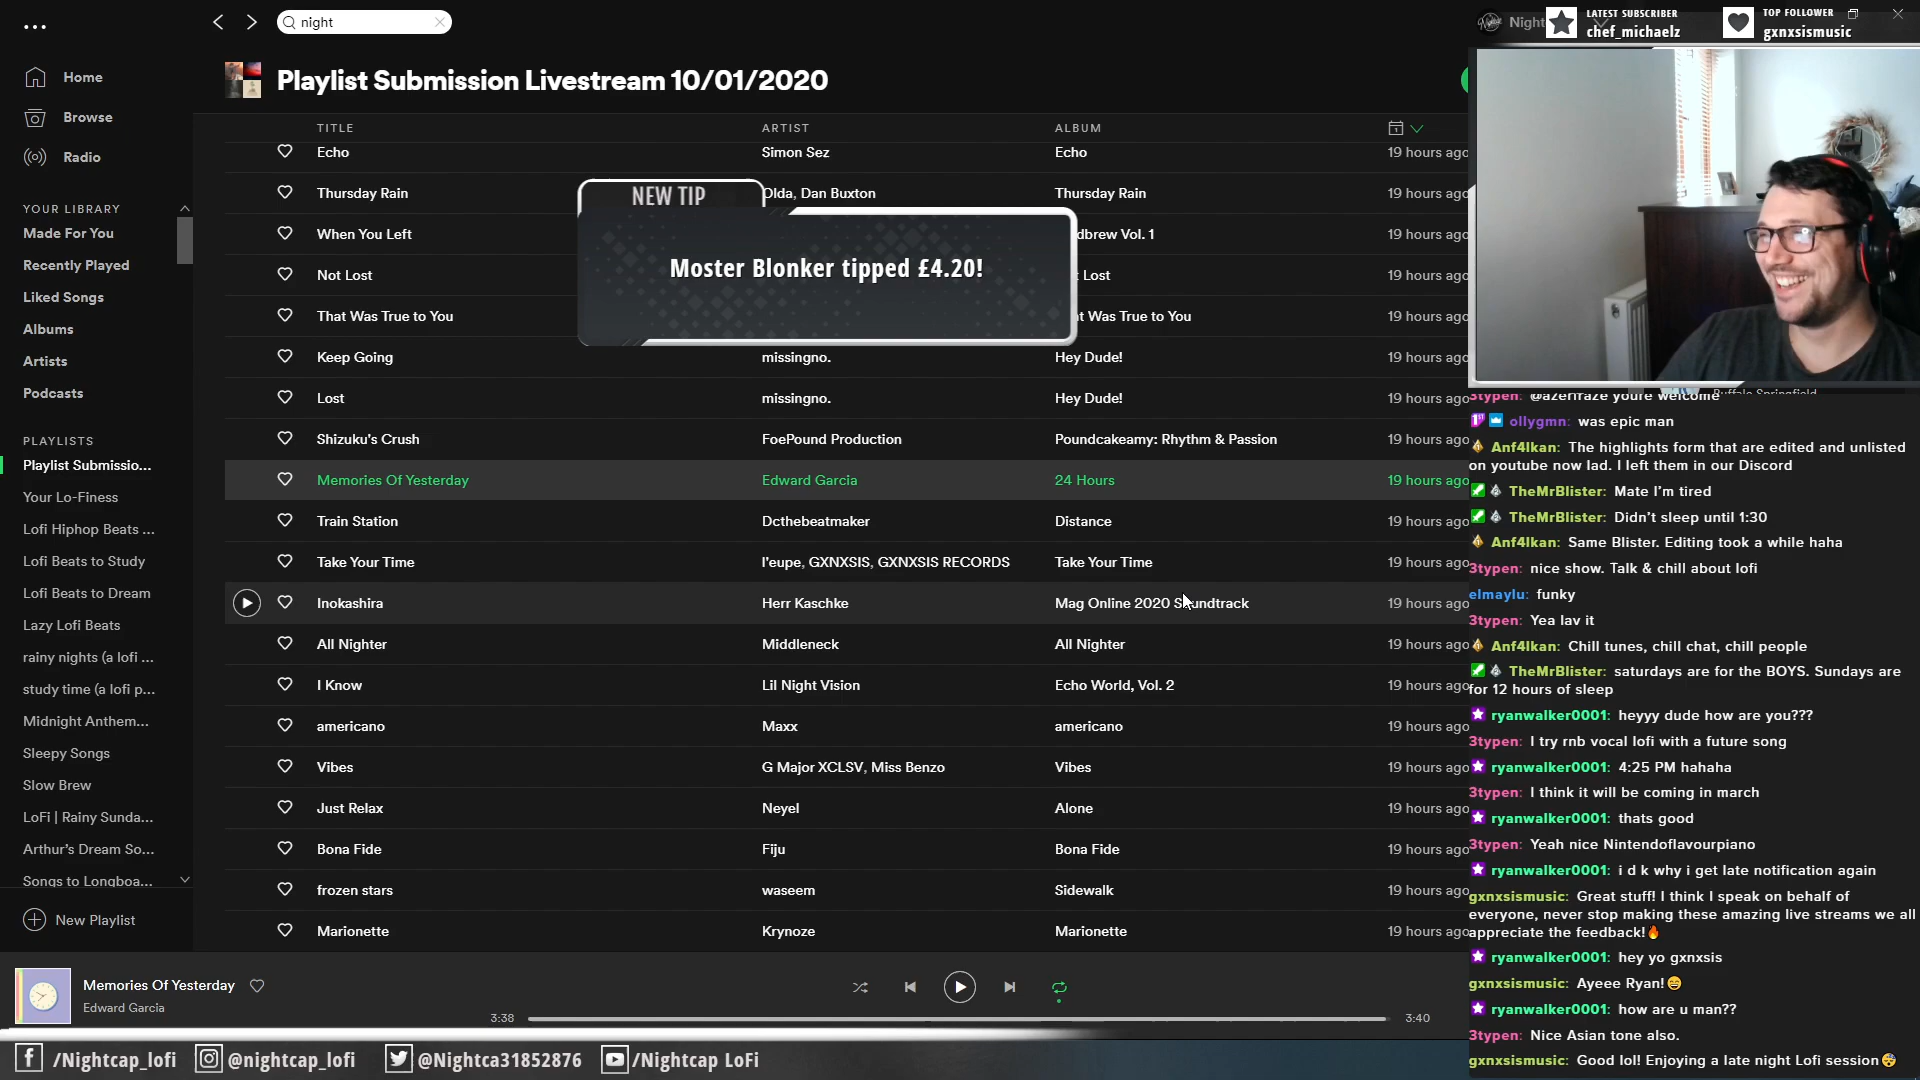 night
Night
LATEST SUBSCRIBER
chef_michaelz
TOP FOLLOWER
gxnxsismusic
Home
Browse
Radio
YOUR LIBRARY
Made For You
Recently Played
Liked Songs
Albums
Artists
Podcasts
PLAYLISTS
Playlist Submissio...
Your Lo-Finess
Lofi Hiphop Beats ...
Lofi Beats to Study
Lofi Beats to Dream
Lazy Lofi Beats
rainy nights (a lofi ...
study time (a lofi p...
Midnight Anthem...
Sleepy Songs
Slow Brew
LoFi | Rainy Sunda...
Arthur's Dream So...
Songs to Longboa...
New Playlist
Playlist Submission Livestream 10/01/2020
TITLE ARTIST ALBUM
Echo Simon Sez Echo 19 hours ago
Thursday Rain Olda, Dan Buxton Thursday Rain 19 hours ago
When You Left dbrew Vol. 1 19 hours ago
Not Lost Lost 19 hours ago
That Was True to You t Was True to You 19 hours ago
Keep Going missingno. Hey Dude! 19 hours ago
Lost missingno. Hey Dude! 19 hours ago
Shizuku's Crush FoePound Production Poundcakeamy: Rhythm & Passion 19 hours ago
Memories Of Yesterday Edward Garcia 24 Hours 19 hours ago
Train Station Dcthebeatmaker Distance 19 hours ago
Take Your Time l'eupe, GXNXSIS, GXNXSIS RECORDS Take Your Time 19 hours ago
Inokashira Herr Kaschke Mag Online 2020 Soundtrack 19 hours ago
All Nighter Middleneck All Nighter 19 hours ago
I Know Lil Night Vision Echo World, Vol. 2 19 hours ago
americano Maxx americano 19 hours ago
Vibes G Major XCLSV, Miss Benzo Vibes 19 hours ago
Just Relax Neyel Alone 19 hours ago
Bona Fide Fiju Bona Fide 19 hours ago
frozen stars waseem Sidewalk 19 hours ago
Marionette Krynoze Marionette 19 hours ago
NEW TIP
Moster Blonker tipped £4.20!
Buffalo Springfield
3typen: @azerifraze youre welcome
ollygmn: was epic man
Anf4lkan: The highlights form that are edited and unlisted
on youtube now lad. I left them in our Discord
TheMrBlister: Mate I'm tired
TheMrBlister: Didn't sleep until 1:30
Anf4lkan: Same Blister. Editing took a while haha
3typen: nice show. Talk & chill about lofi
elmaylu: funky
3typen: Yea lav it
Anf4lkan: Chill tunes, chill chat, chill people
TheMrBlister: saturdays are for the BOYS. Sundays are
for 12 hours of sleep
ryanwalker0001: heyyy dude how are you???
3typen: I try rnb vocal lofi with a future song
ryanwalker0001: 4:25 PM hahaha
3typen: I think it will be coming in march
ryanwalker0001: thats good
3typen: Yeah nice Nintendoflavourpiano
ryanwalker0001: i d k why i get late notification again
gxnxsismusic: Great stuff! I think I speak on behalf of
everyone, never stop making these amazing live streams we all
appreciate the feedback!🔥
ryanwalker0001: hey yo gxnxsis
gxnxsismusic: Ayeee Ryan!😄
ryanwalker0001: how are u man??
3typen: Nice Asian tone also.
gxnxsismusic: Good lol! Enjoying a late night Lofi session😴
Memories Of Yesterday
Edward Garcia
3:38 3:40
/Nightcap_lofi @nightcap_lofi @Nightca31852876 /Nightcap LoFi